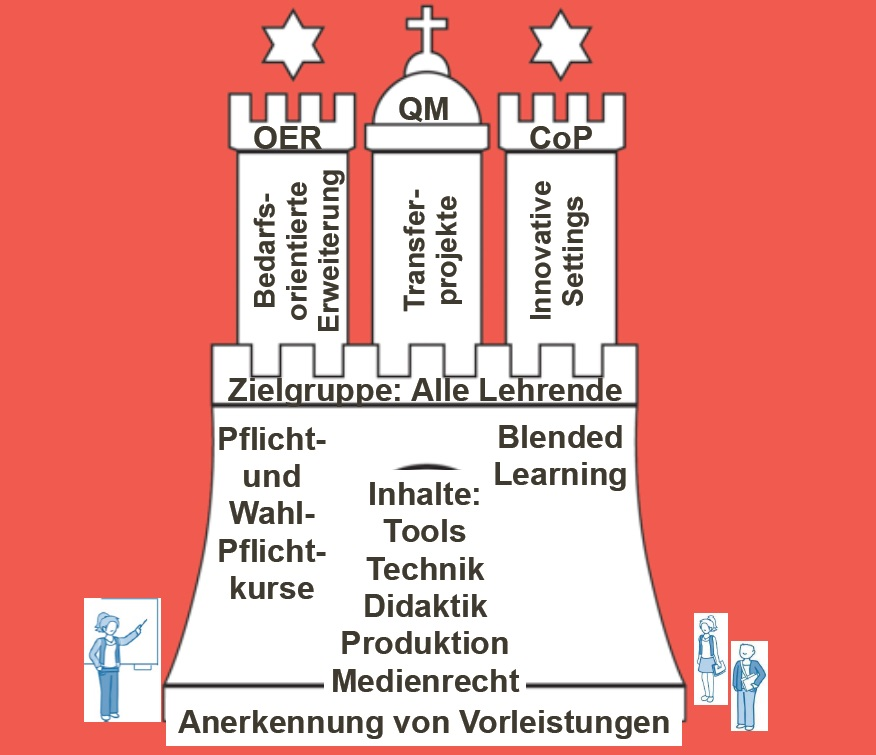 OER
QM
CoP
Bedarfs-
orientierte
Erweiterung
Transfer-
projekte
Innovative
Settings
Zielgruppe: Alle Lehrende
Pflicht-
und
Wahl-
Pflicht-
kurse
Blended
Learning
Inhalte:
Tools
Technik
Didaktik
Produktion
Medienrecht
Anerkennung von Vorleistungen